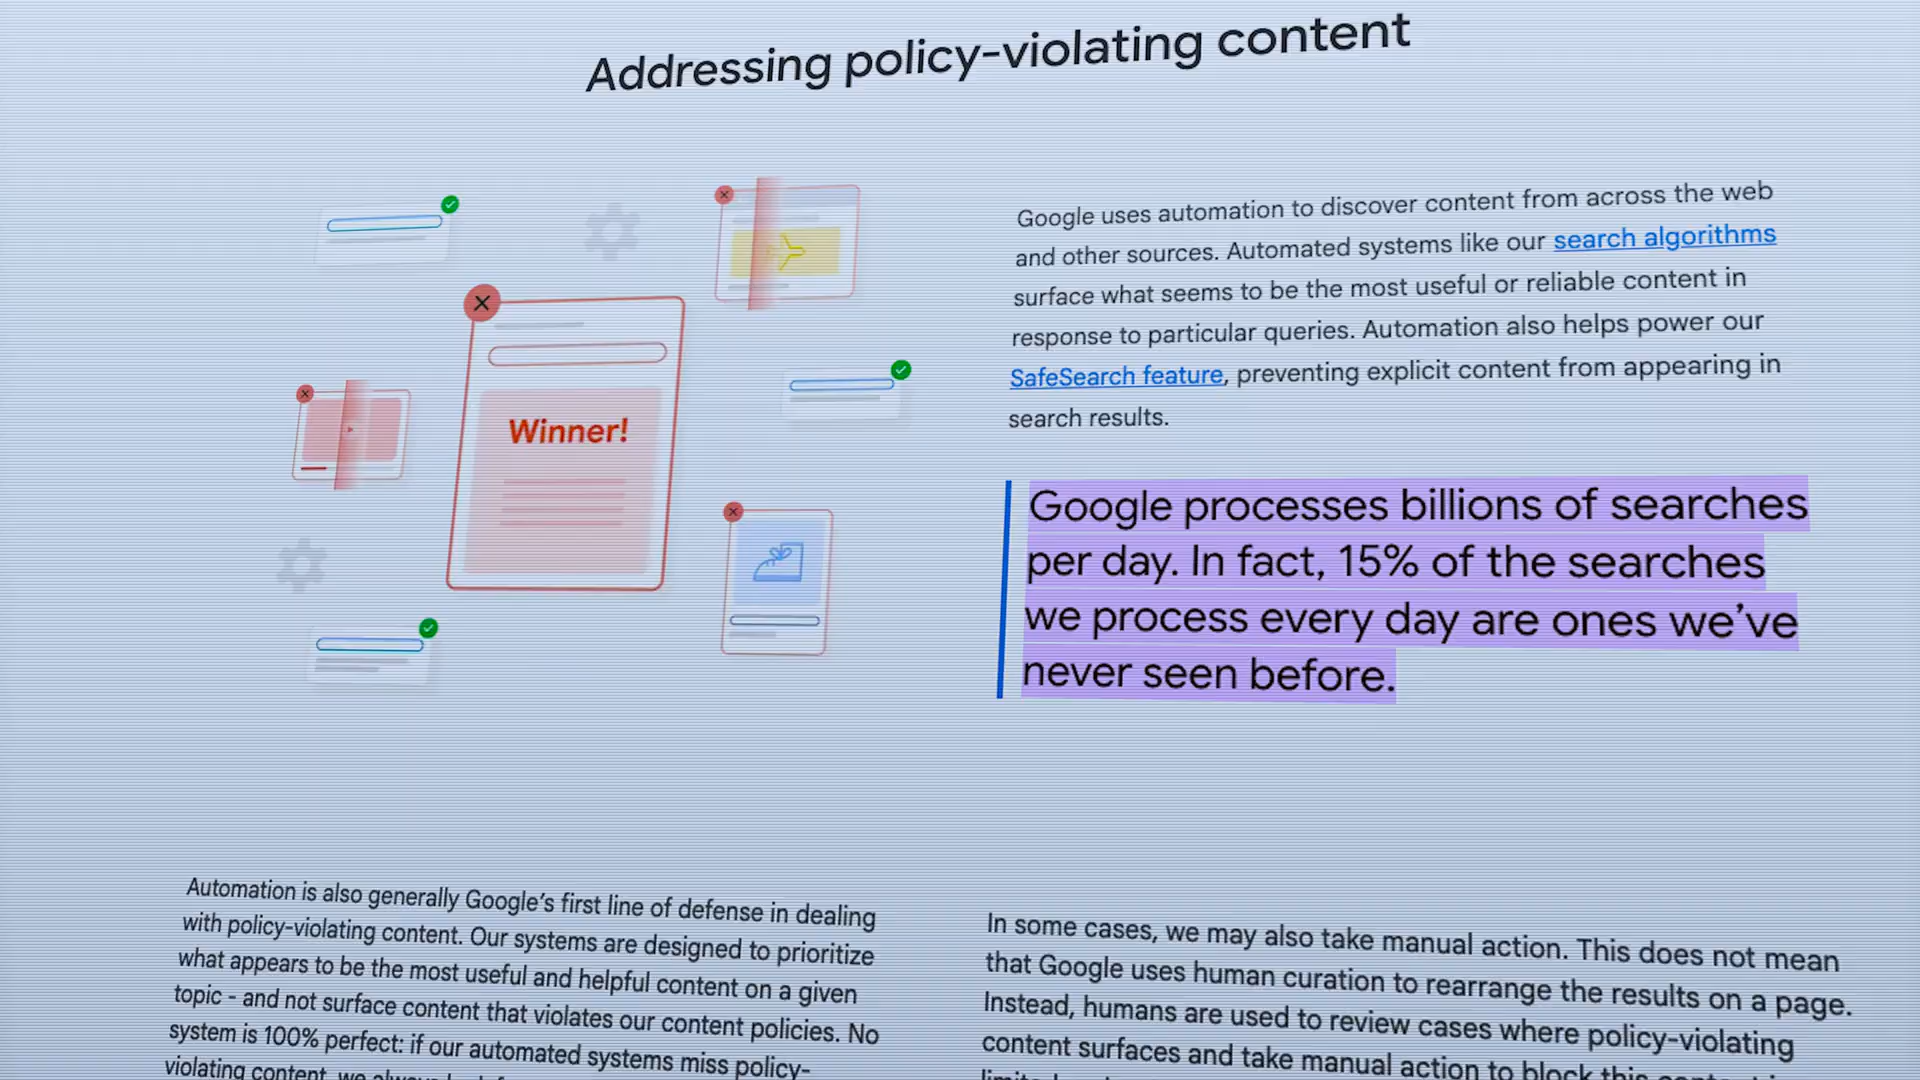 Addressing policy-violating content
Winner!
Google uses automation to discover content from across the web
and other sources. Automated systems like our search algorithms
surface what seems to be the most useful or reliable content in
response to particular queries. Automation also helps power our
SafeSearch feature, preventing explicit content from appearing in
search results.
Google processes billions of searches
per day. In fact, 15% of the searches
we process every day are ones we've
never seen before.
Automation is also generally Google's first line of defense in dealing
with policy-violating content. Our systems are designed to prioritize
what appears to be the most useful and helpful content on a given
topic - and not surface content that violates our content policies. No
system is 100% perfect: if our automated systems miss policy-
violating content, we
In some cases, we may also take manual action. This does not mean
that Google uses human curation to rearrange the results on a page.
Instead, humans are used to review cases where policy-violating
content surfaces and take manual action to block this